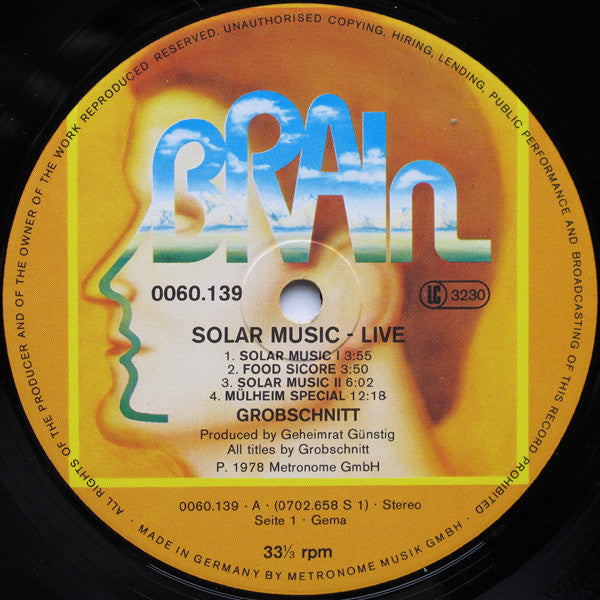 ALL RIGHTS OF THE PRODUCER AND OF THE OWNER OF THE WORK REPRODUCED RESERVED. UNAUTHORISED COPYING, HIRING, LENDING, PUBLIC PERFORMANCE AND BROADCASTING OF THIS RECORD PROHIBITED
BRAIn
0060.139
LC 3230
SOLAR MUSIC - LIVE
1. SOLAR MUSIC I 3:55
2. FOOD SICORE 3:50
3. SOLAR MUSIC II 6:02
4. MÜLHEIM SPECIAL 12:18
GROBSCHNITT
Produced by Geheimrat Günstig
All titles by Grobschnitt
P. 1978 Metronome GmbH
0060.139 - A · (0702.658 S 1) · Stereo
Seite 1 · Gema
33⅓ rpm
· MADE IN GERMANY BY METRONOME MUSIK GMBH ·